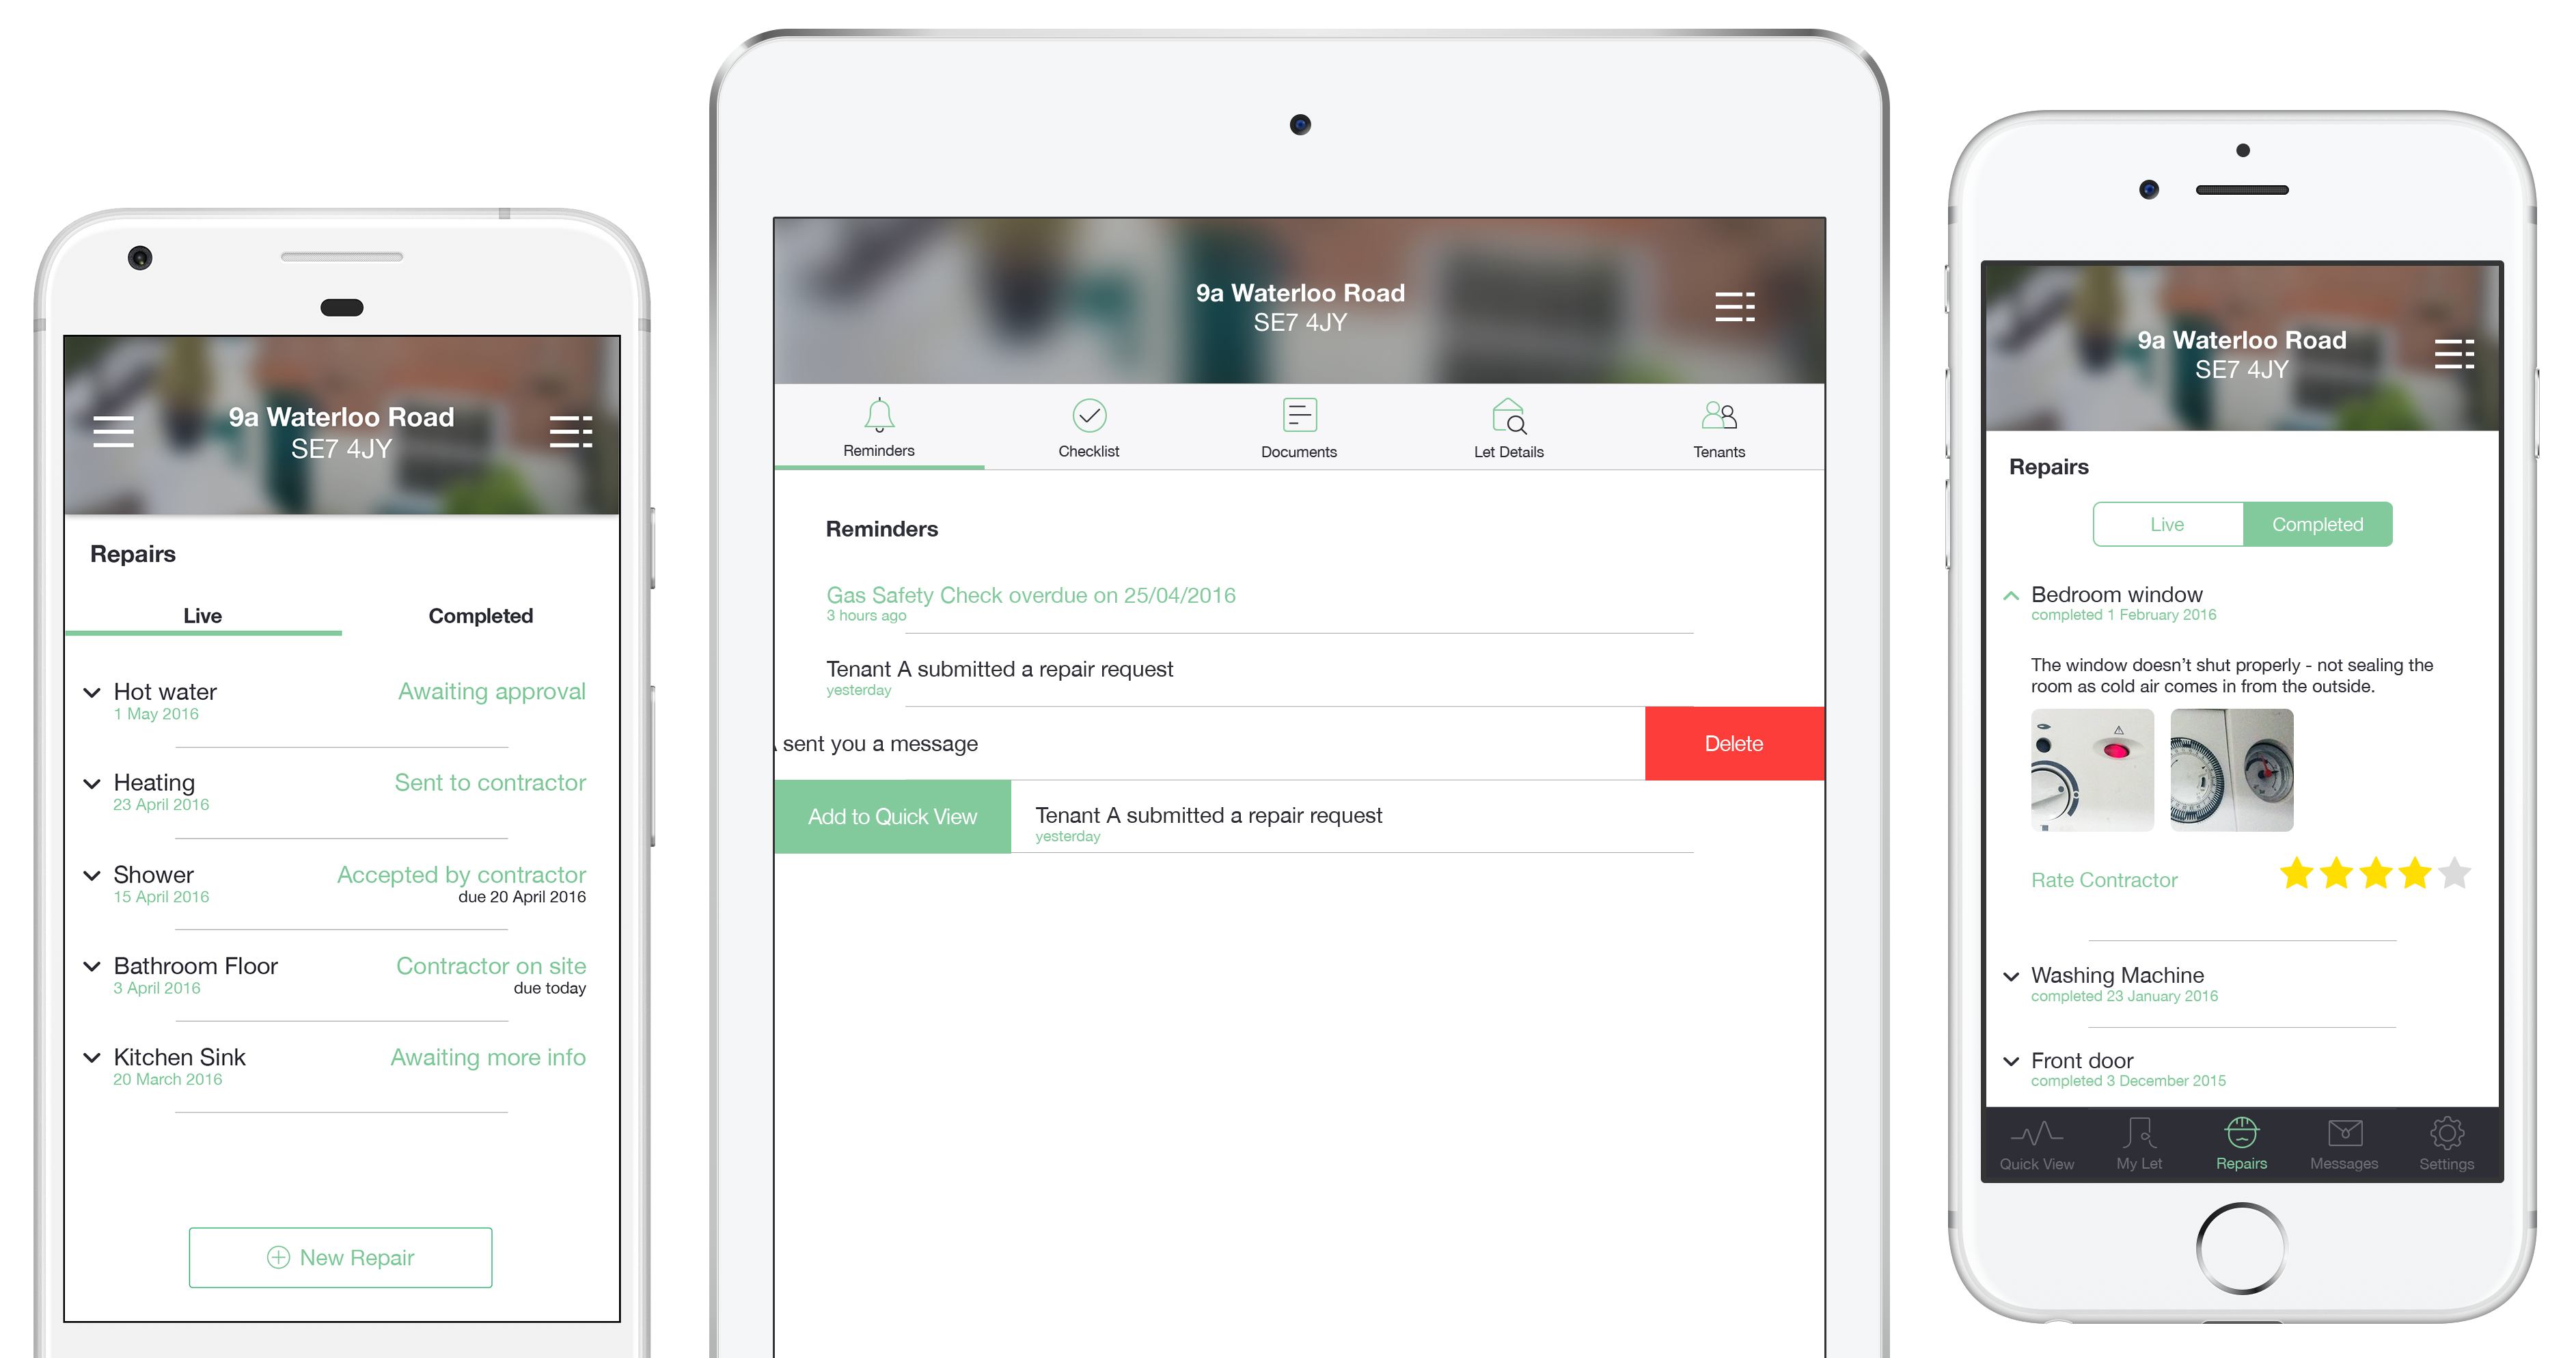 9a Waterloo Road
SE7 4JY
Repairs
Live
Completed
Hot water
Awaiting approval
1 May 2016
Heating
Sent to contractor
23 April 2016
Shower
Accepted by contractor
15 April 2016
due 20 April 2016
Bathroom Floor
Contractor on site
3 April 2016
due today
Kitchen Sink
Awaiting more info
20 March 2016
New Repair
9a Waterloo Road
SE7 4JY
Reminders
Checklist
Documents
Let Details
Tenants
Reminders
Gas Safety Check overdue on 25/04/2016
3 hours ago
Tenant A submitted a repair request
yesterday
sent you a message
Delete
Add to Quick View
Tenant A submitted a repair request
yesterday
9a Waterloo Road
SE7 4JY
Repairs
Live
Completed
Bedroom window
completed 1 February 2016
The window doesn’t shut properly - not sealing the
room as cold air comes in from the outside.
Rate Contractor
Washing Machine
completed 23 January 2016
Front door
completed 3 December 2015
Quick View
My Let
Repairs
Messages
Settings